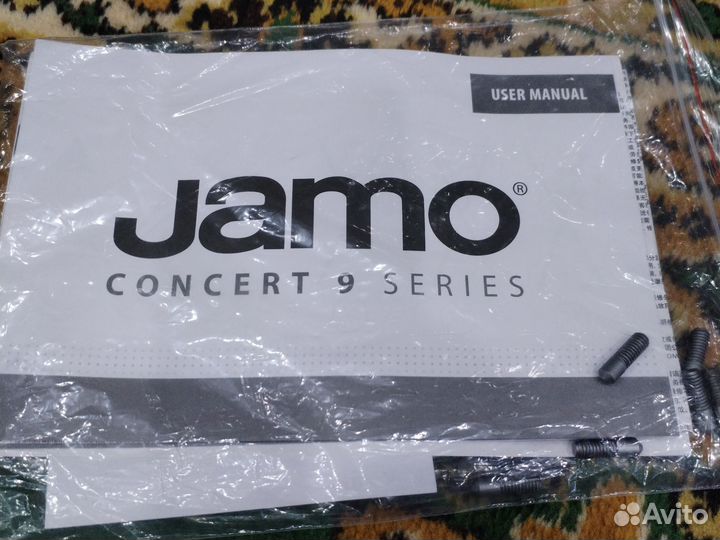 USER MANUAL
Jamo®
CONCERT 9 SERIES
Avito